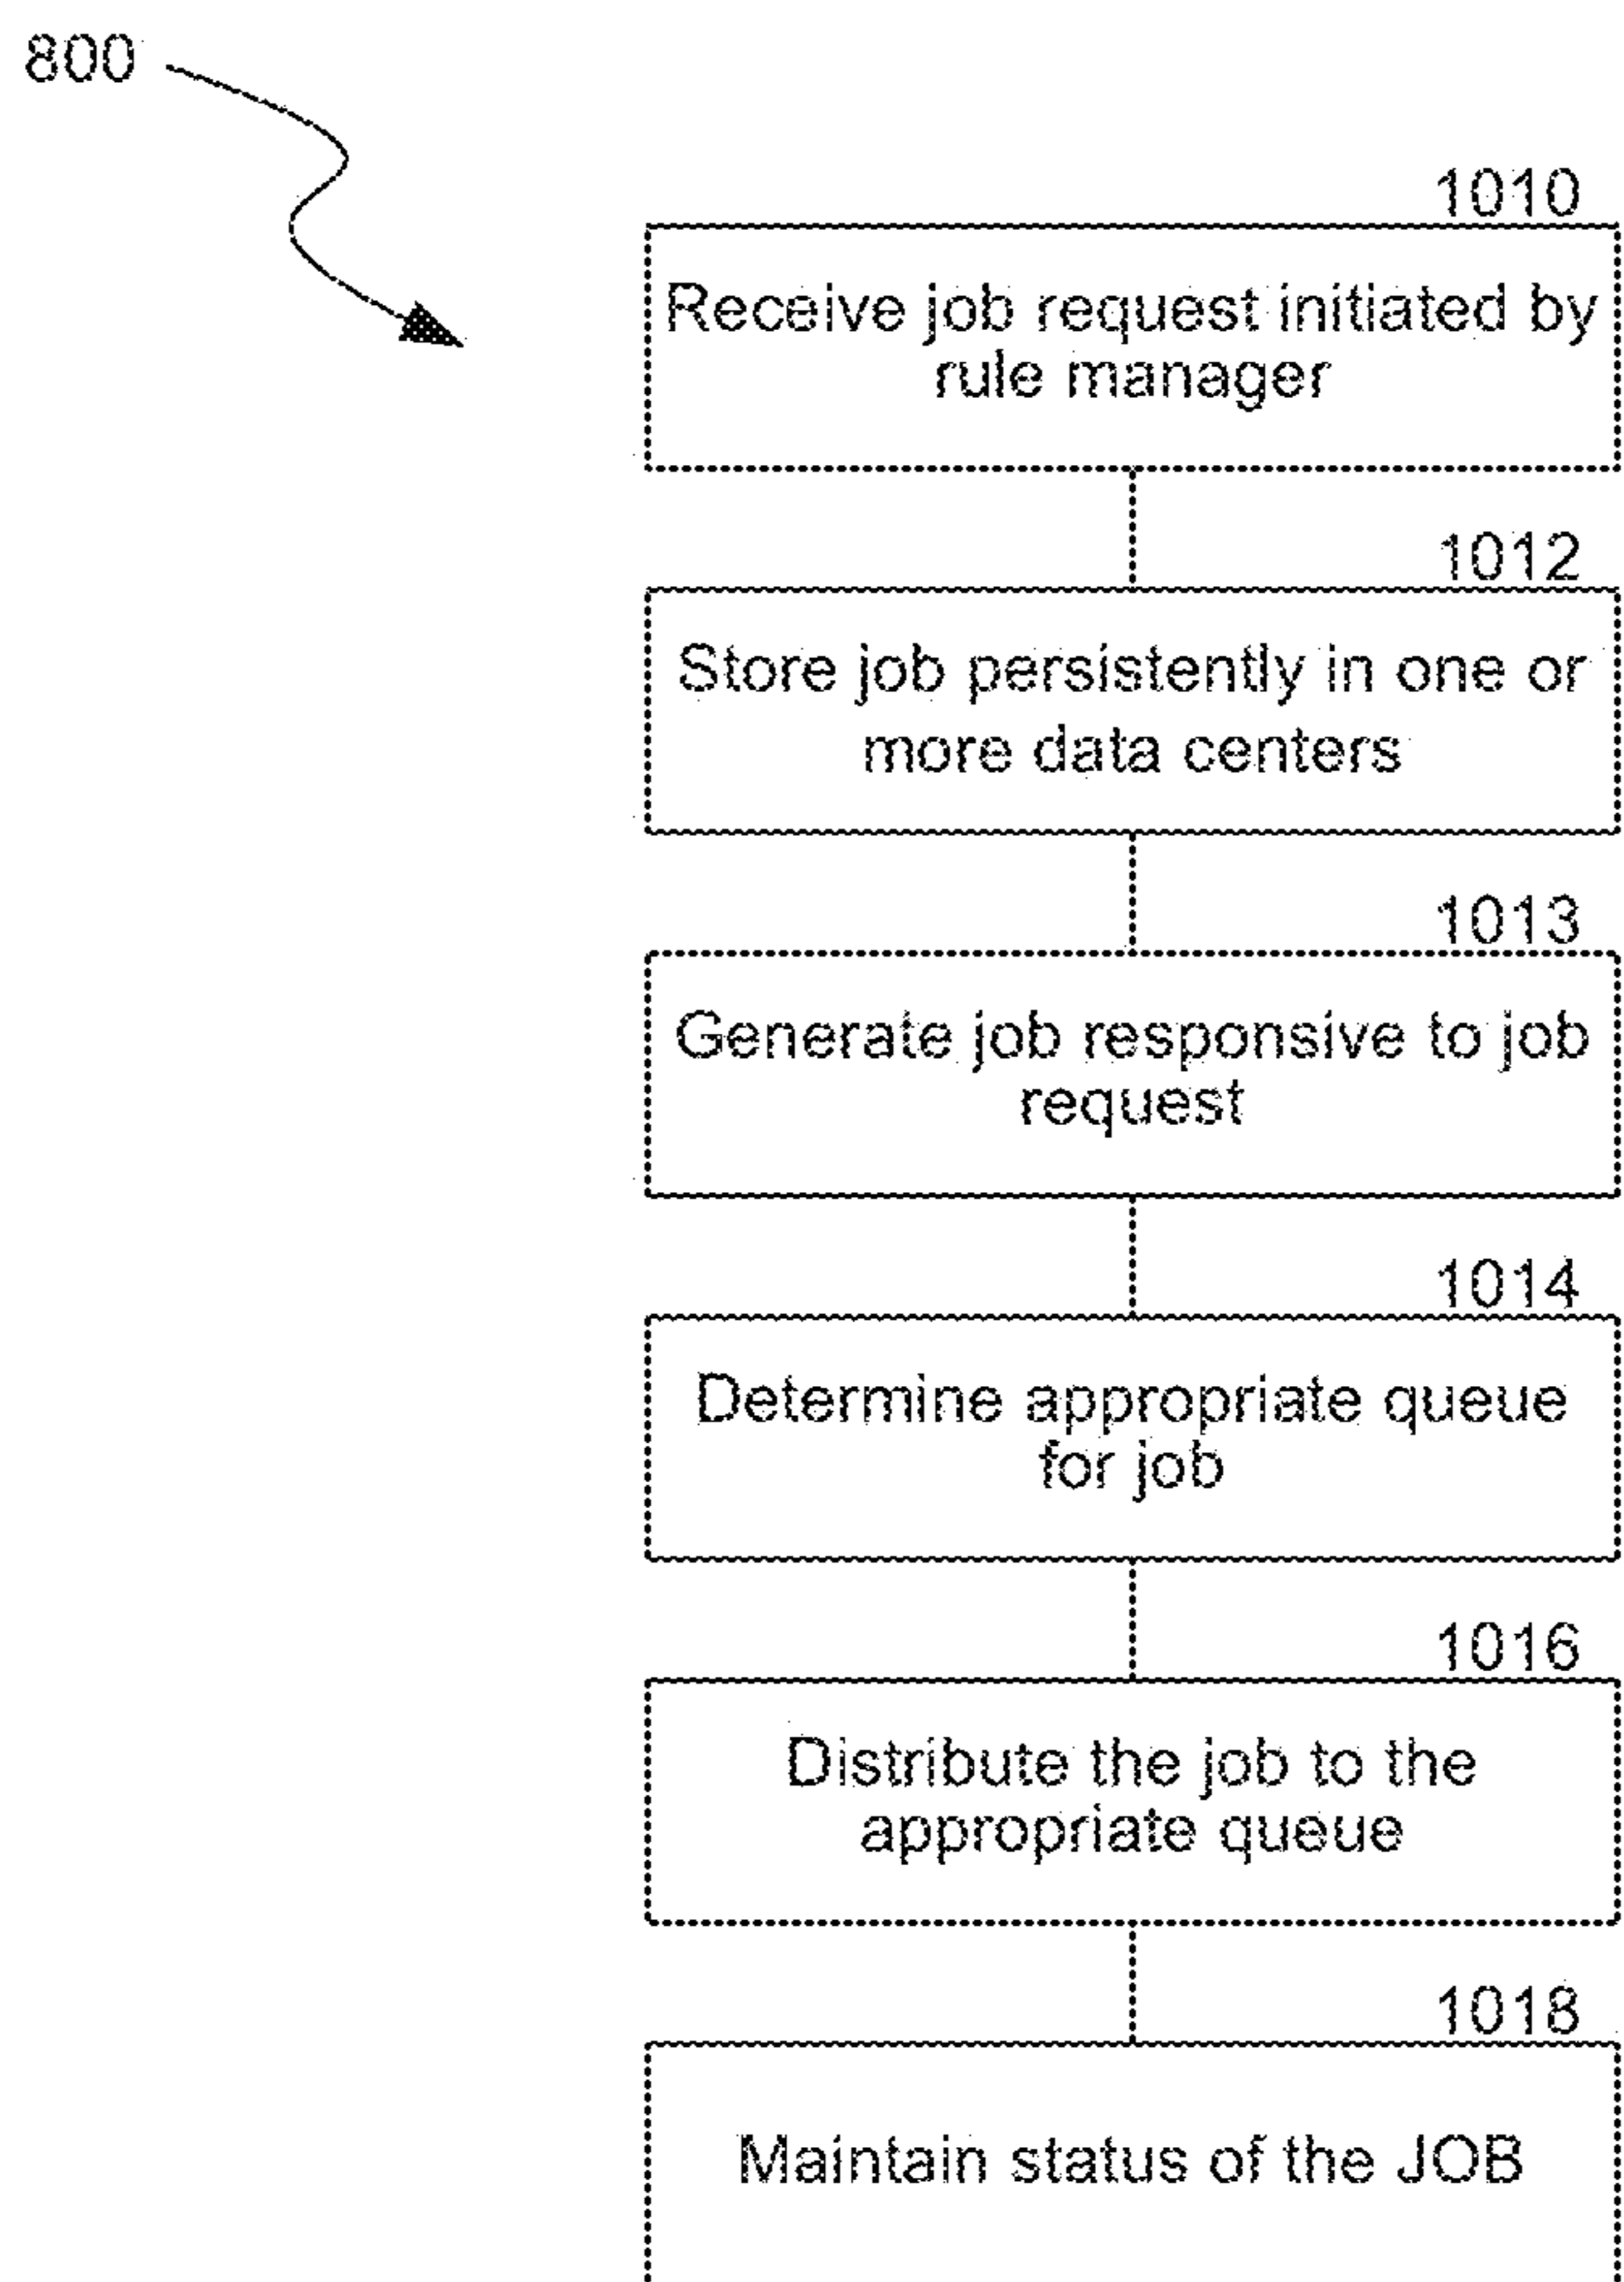 800
1010
Receive job request initiated by
rule manager
1012
Store job persistently in one or
more data centers
1013
Generate job responsive to job
request
1014
Determine appropriate queue
for job
1016
Distribute the job to the
appropriate queue
1018
Maintain status of the JOB